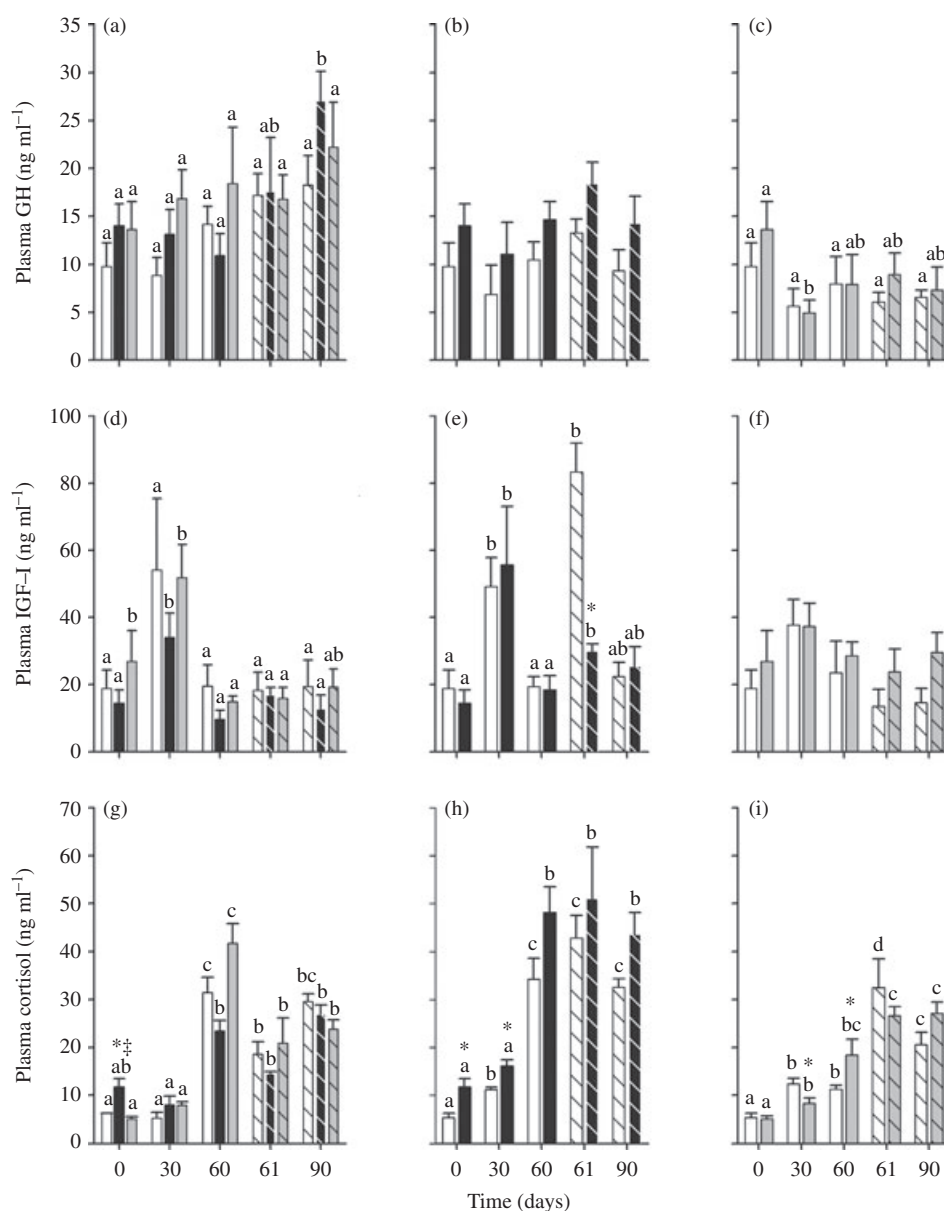 (a)
(b)
(c)
Plasma GH (ng ml−1)
35
30
25
20
15
10
5
0
a a a
a a a
a a a
a ab a
a b a
a a
a b
a ab
a ab
a ab
(d)
(e)
(f)
Plasma IGF–I (ng ml−1)
100
80
60
40
20
0
a a b
a b b
a a a
a a a
a a ab
a a
b b
a a
b
*
b
ab ab
(g)
(h)
(i)
Plasma cortisol (ng ml−1)
70
60
50
40
30
20
10
0
*‡
a ab a
a a a
c b c
b b b
bc b b
*
a a
*
b a
c b
c b
c b
a a
*
b b
*
b bc
d c
c c
0 30 60 61 90
0 30 60 61 90
0 30 60 61 90
Time (days)